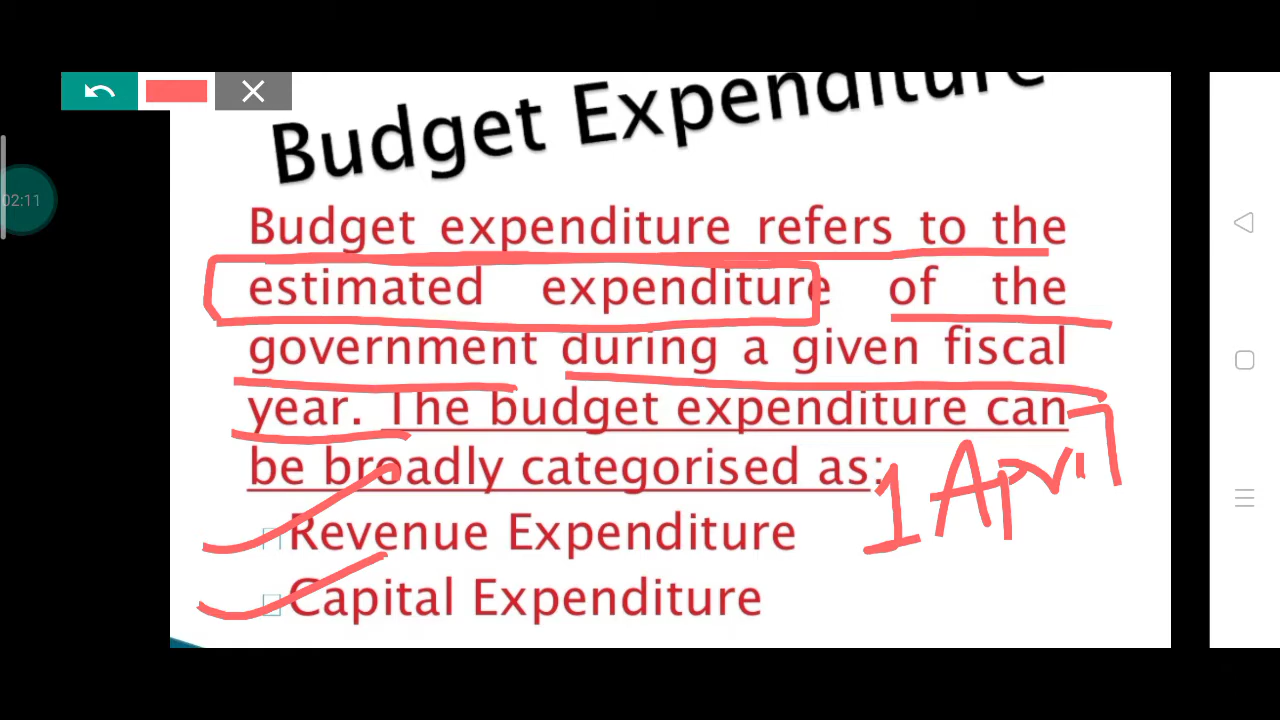 Budget Expenditure
02:11
Budget expenditure refers to the
estimated expenditure of the
government during a given fiscal
year. The budget expenditure can
be broadly categorised as:
Revenue Expenditure
1 April
Capital Expenditure